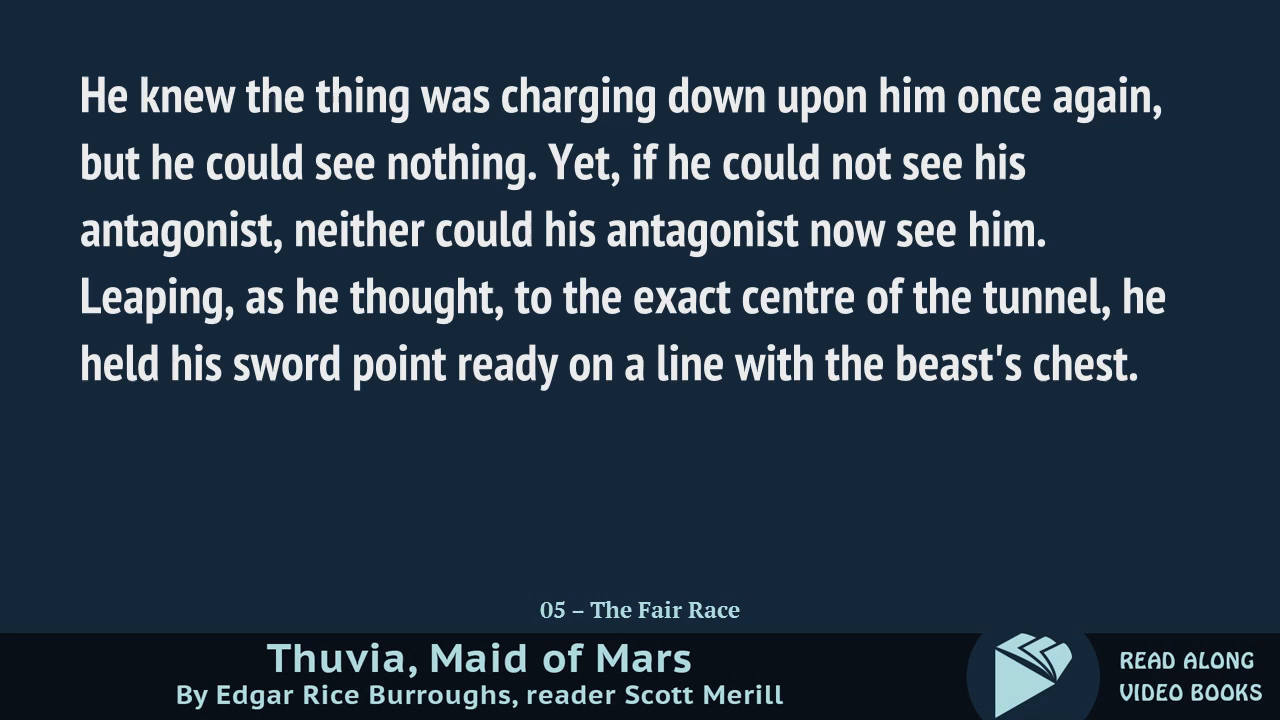 He knew the thing was charging down upon him once again,
but he could see nothing. Yet, if he could not see his
antagonist, neither could his antagonist now see him.
Leaping, as he thought, to the exact centre of the tunnel, he
held his sword point ready on a line with the beast's chest.
05 – The Fair Race
Thuvia, Maid of Mars
By Edgar Rice Burroughs, reader Scott Merill
READ ALONG
VIDEO BOOKS